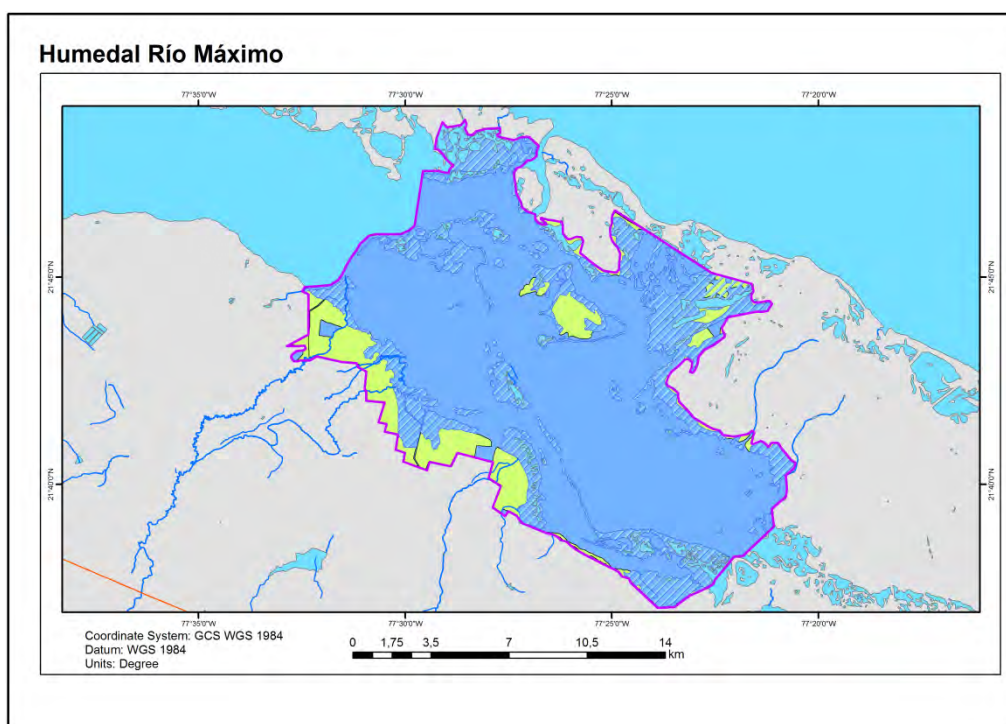 Humedal Río Máximo
77°35'0"W 77°30'0"W 77°25'0"W 77°20'0"W
21°45'0"N 21°45'0"N
21°40'0"N 21°40'0"N
77°35'0"W 77°30'0"W 77°25'0"W 77°20'0"W
Coordinate System: GCS WGS 1984
Datum: WGS 1984
Units: Degree
0 1,75 3,5 7 10,5 14
km